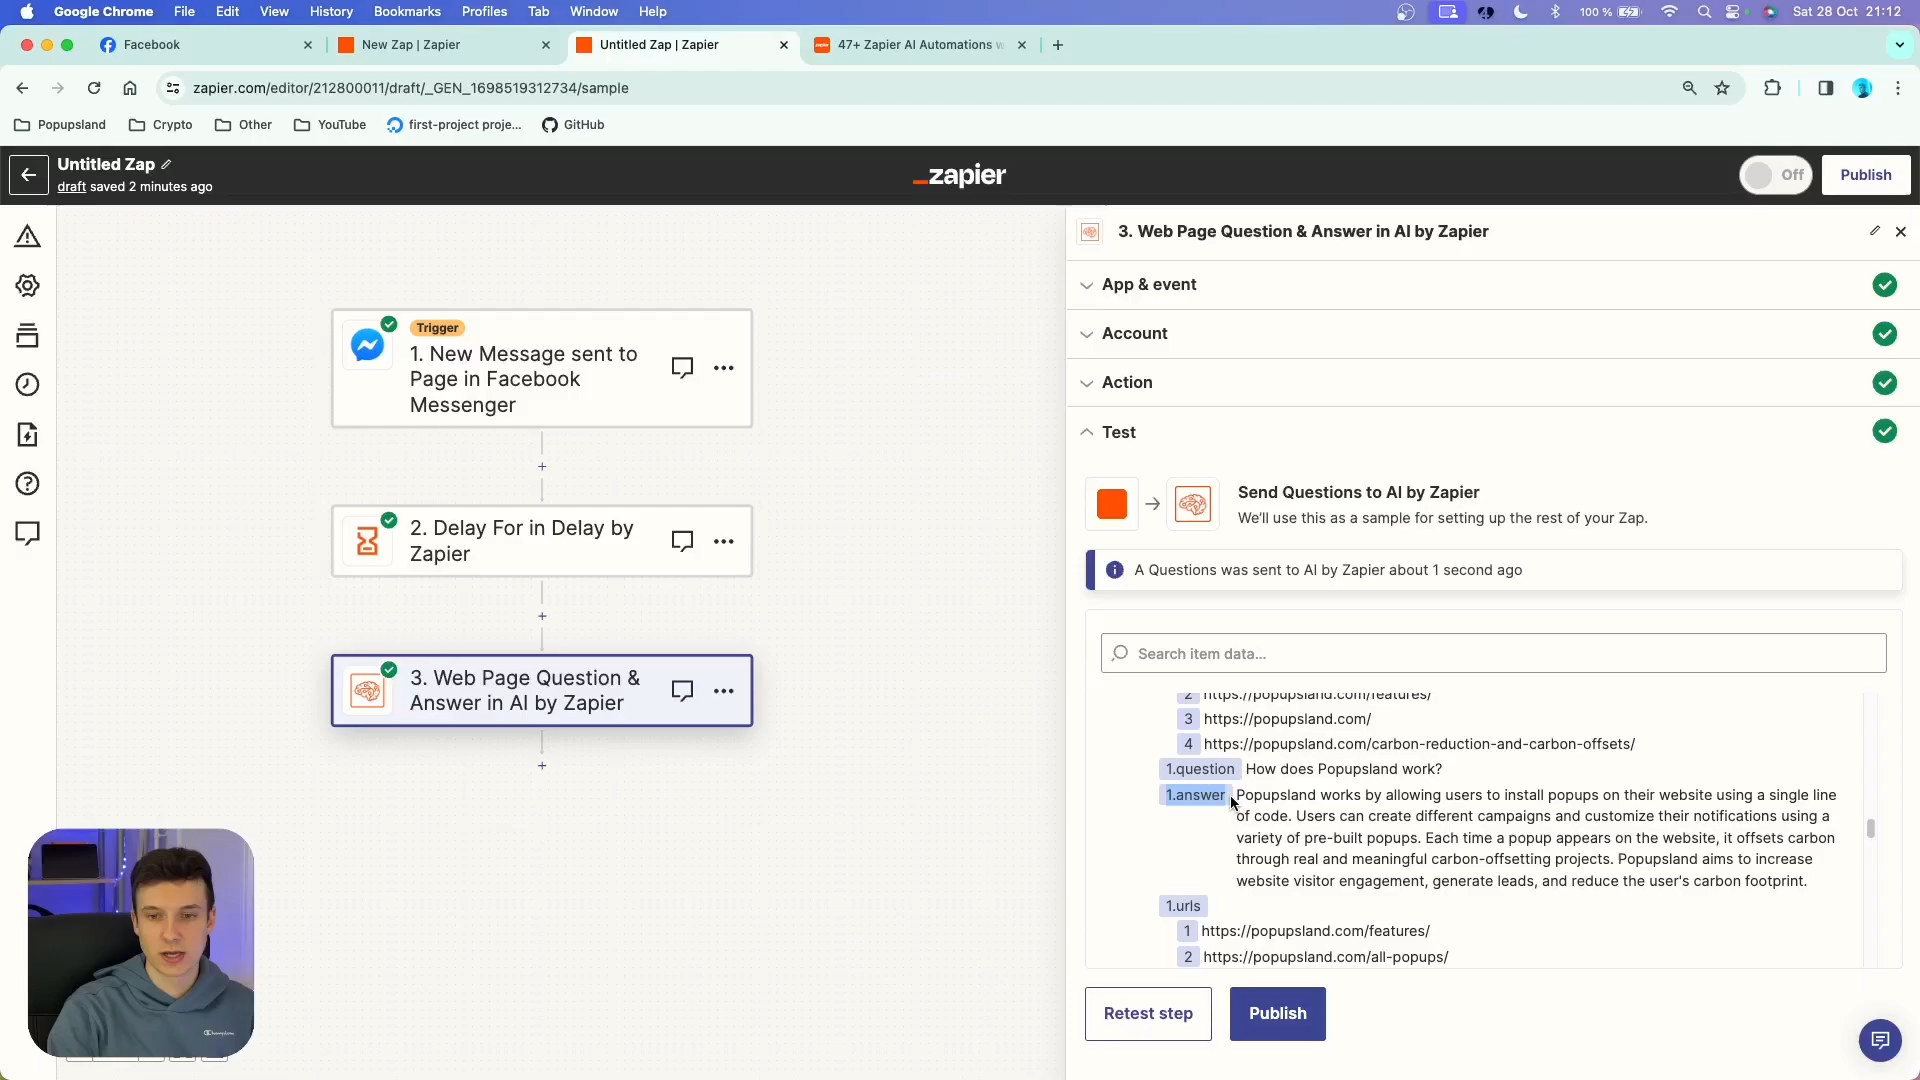 Google Chrome File Edit View History Bookmarks Profiles Tab Window Help 100 % Sat 28 Oct 21:12
Facebook New Zap | Zapier Untitled Zap | Zapier 47+ Zapier AI Automations
zapier.com/editor/212800011/draft/_GEN_1698519312734/sample
Popupsland Crypto Other YouTube first-project proje... GitHub
Untitled Zap
draft saved 2 minutes ago
_zapier
Off
Publish
Trigger
1. New Message sent to
Page in Facebook
Messenger
2. Delay For in Delay by
Zapier
3. Web Page Question &
Answer in AI by Zapier
3. Web Page Question & Answer in AI by Zapier
App & event
Account
Action
Test
Send Questions to AI by Zapier
We'll use this as a sample for setting up the rest of your Zap.
A Questions was sent to AI by Zapier about 1 second ago
Search item data...
2 https://popupsland.com/features/
3 https://popupsland.com/
4 https://popupsland.com/carbon-reduction-and-carbon-offsets/
1.question How does Popupsland work?
1.answer Popupsland works by allowing users to install popups on their website using a single line
of code. Users can create different campaigns and customize their notifications using a
variety of pre-built popups. Each time a popup appears on the website, it offsets carbon
through real and meaningful carbon-offsetting projects. Popupsland aims to increase
website visitor engagement, generate leads, and reduce the user's carbon footprint.
1.urls
1 https://popupsland.com/features/
2 https://popupsland.com/all-popups/
Retest step
Publish
Champion